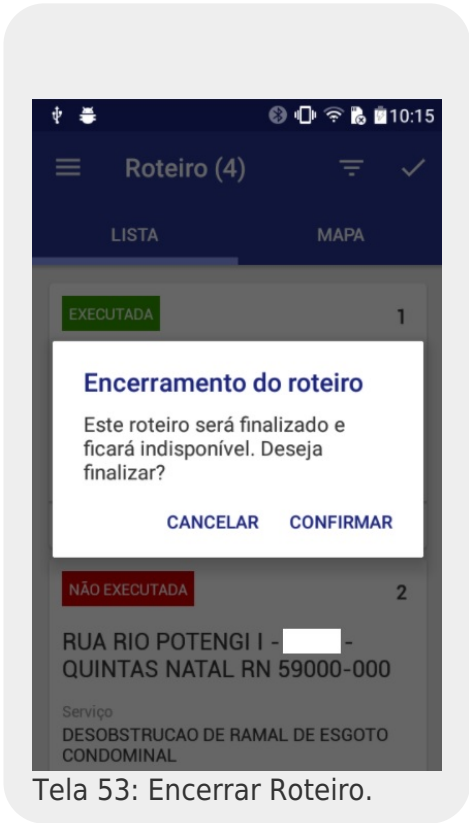 10:15
Roteiro (4)
LISTA MAPA
EXECUTADA 1
Encerramento do roteiro
Este roteiro será finalizado e
ficará indisponível. Deseja
finalizar?
CANCELAR CONFIRMAR
NÃO EXECUTADA 2
RUA RIO POTENGI I - -
QUINTAS NATAL RN 59000-000
Serviço
DESOBSTRUCAO DE RAMAL DE ESGOTO
CONDOMINAL
Tela 53: Encerrar Roteiro.